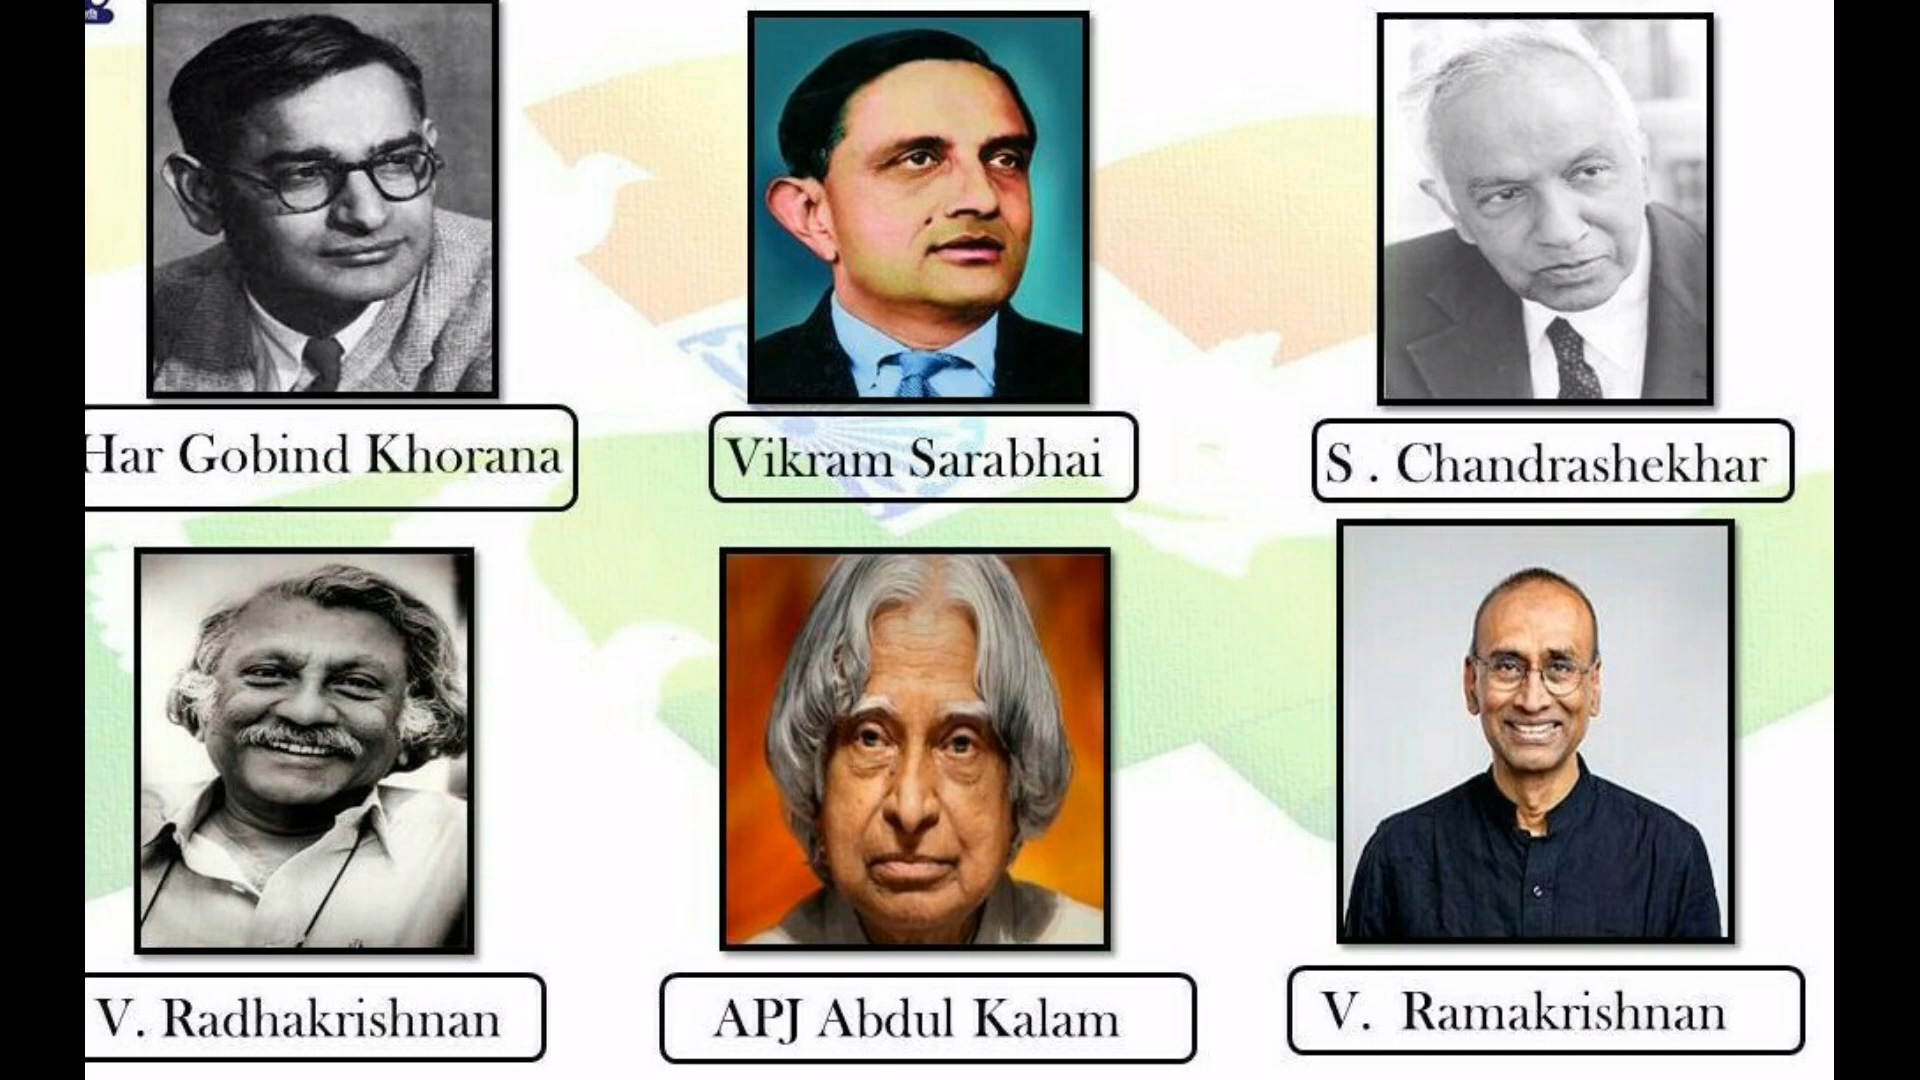 Har Gobind Khorana
Vikram Sarabhai
S . Chandrashekhar
V. Radhakrishnan
APJ Abdul Kalam
V. Ramakrishnan